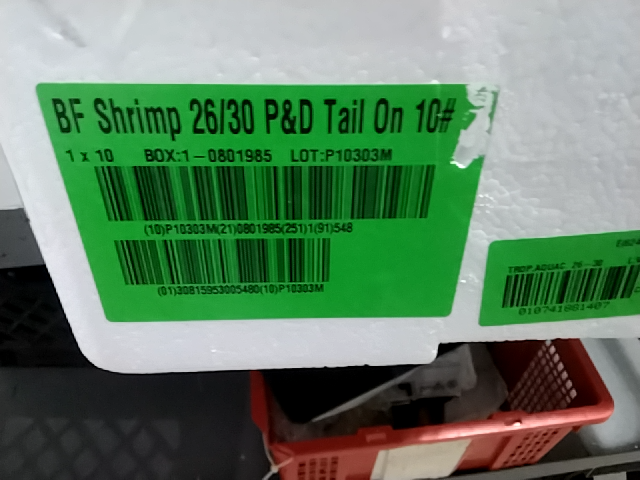 BF Shrimp 26/30 P&D Tail On 10#
1 x 10 BOX:1-0801985 LOT:P10303M
(10)P10303M(21)0801985(251)1(91)548
(01)30815953005480(10)P10303M
TROP.AQUAC 26-30